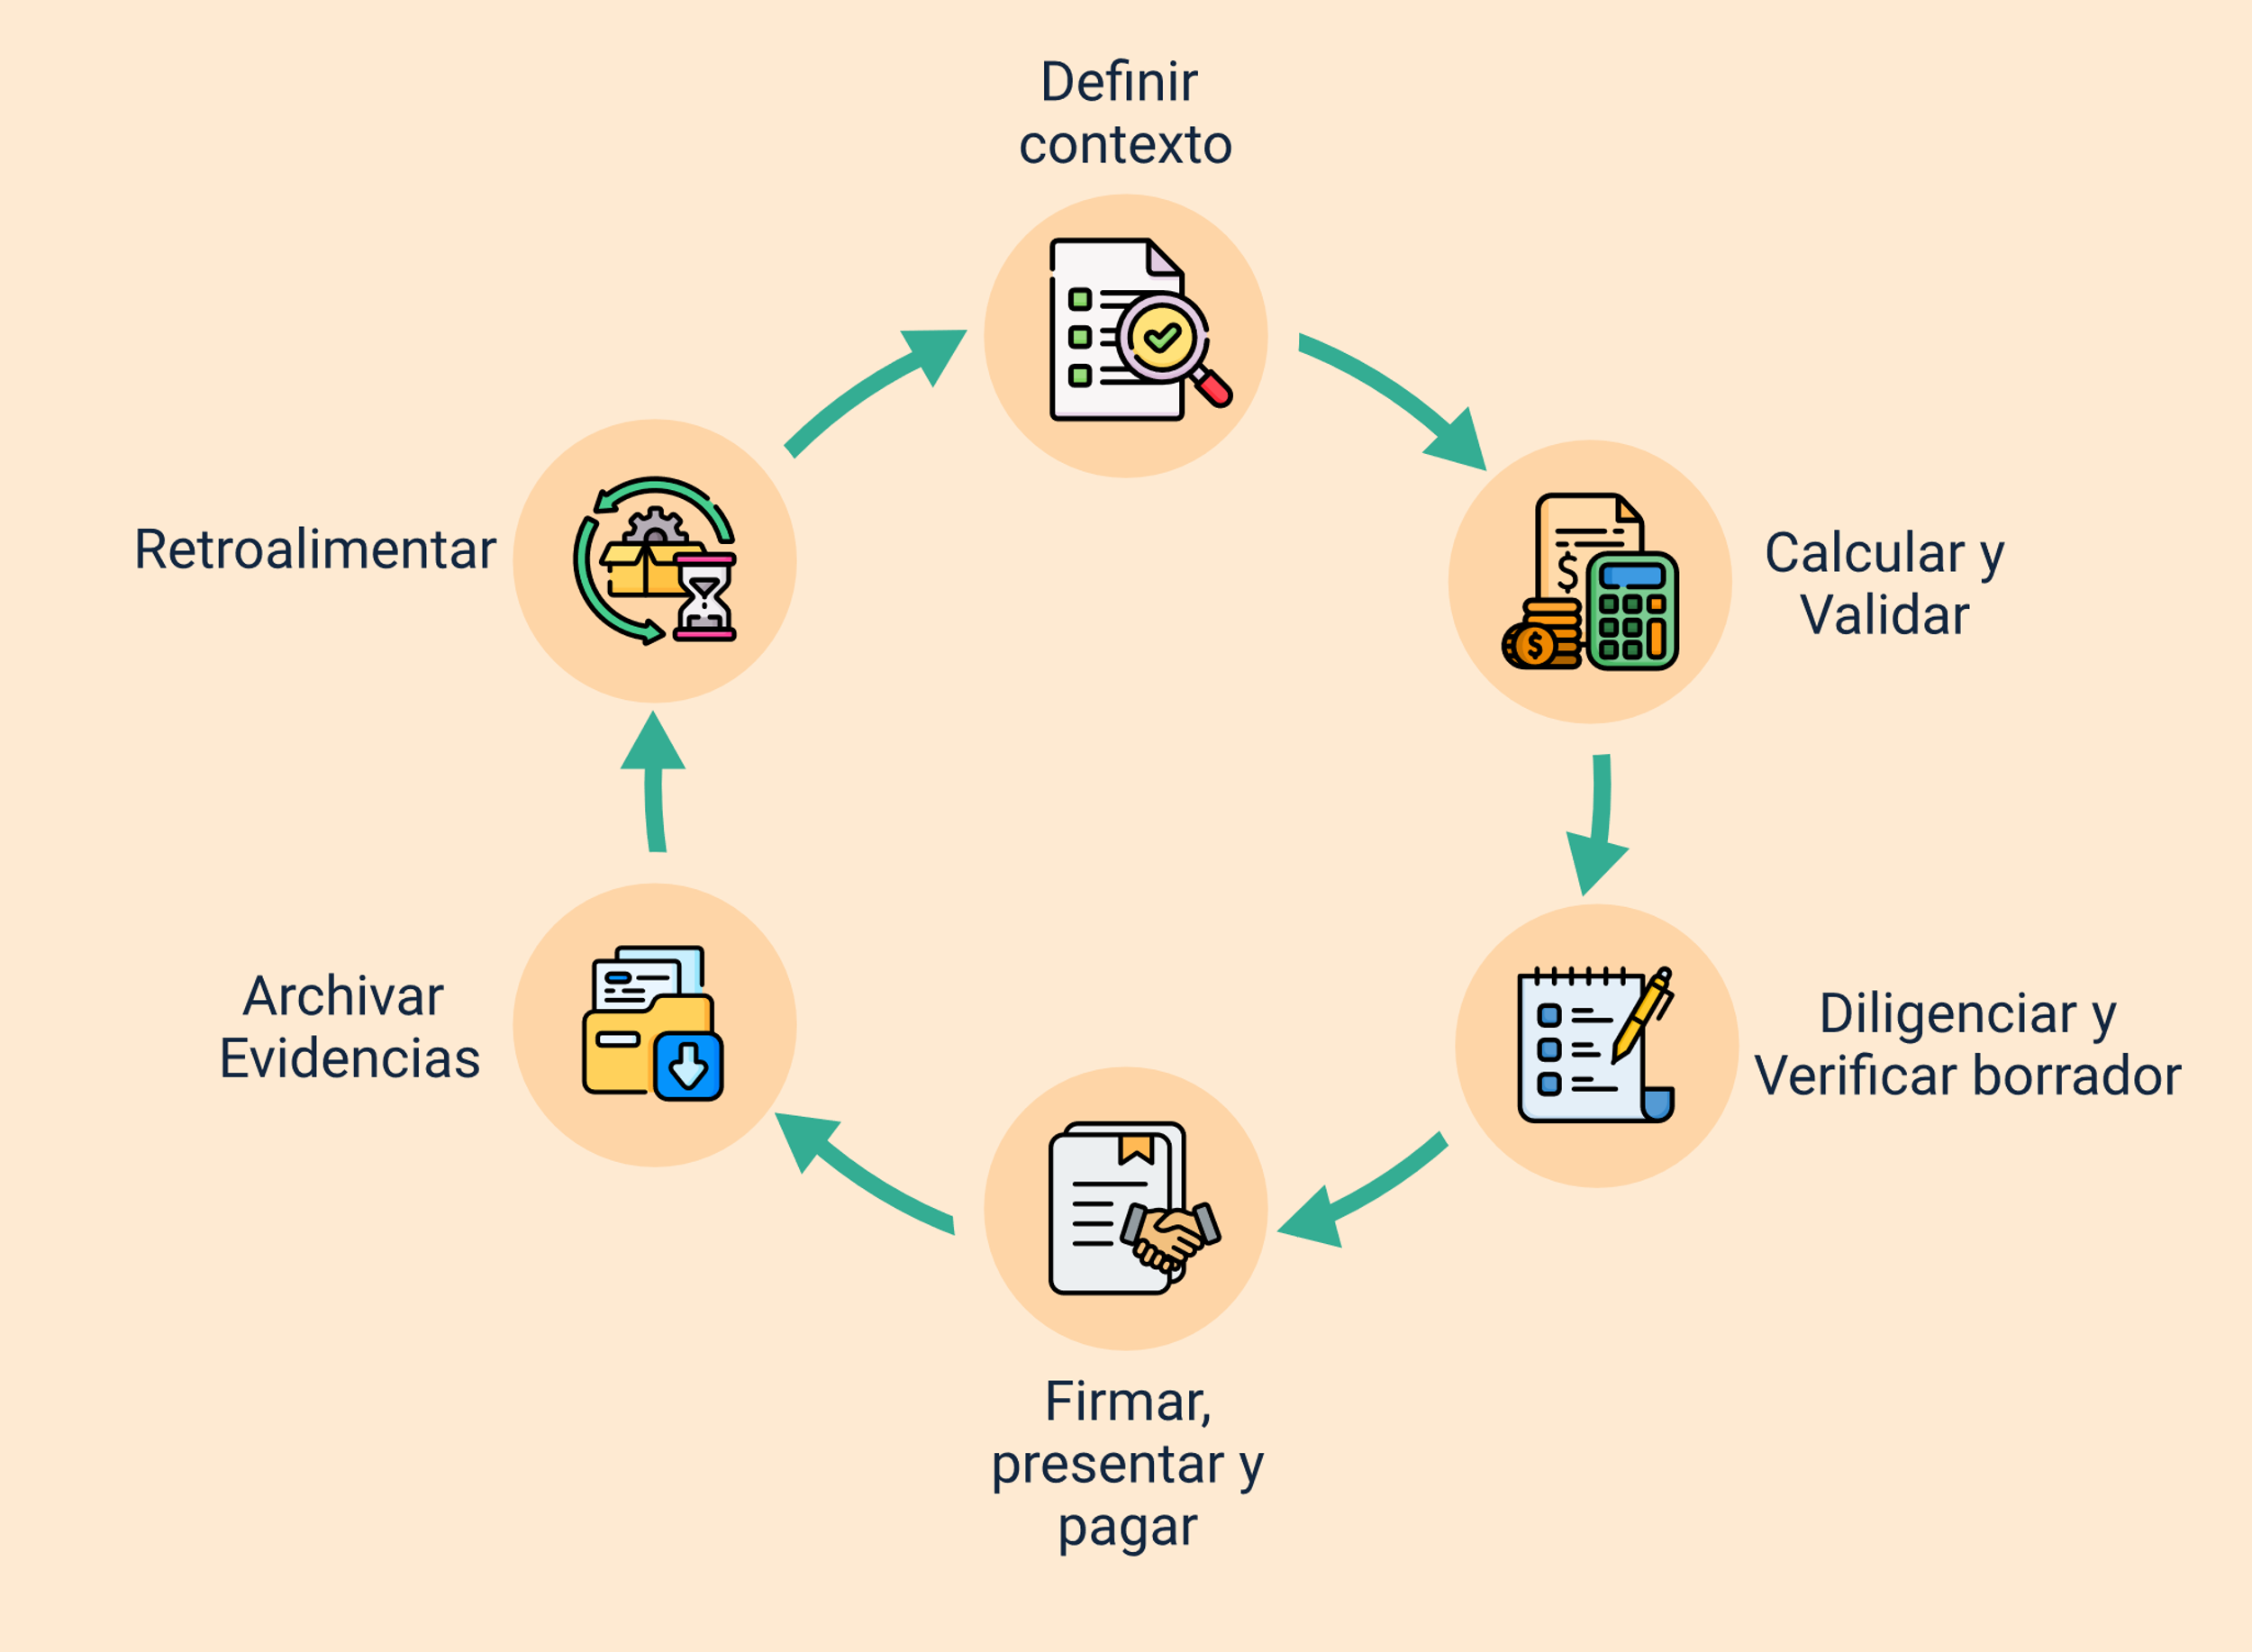 Definir
contexto
Calcular y
Validar
Diligenciar y
Verificar borrador
Firmar,
presentar y
pagar
Archivar
Evidencias
Retroalimentar